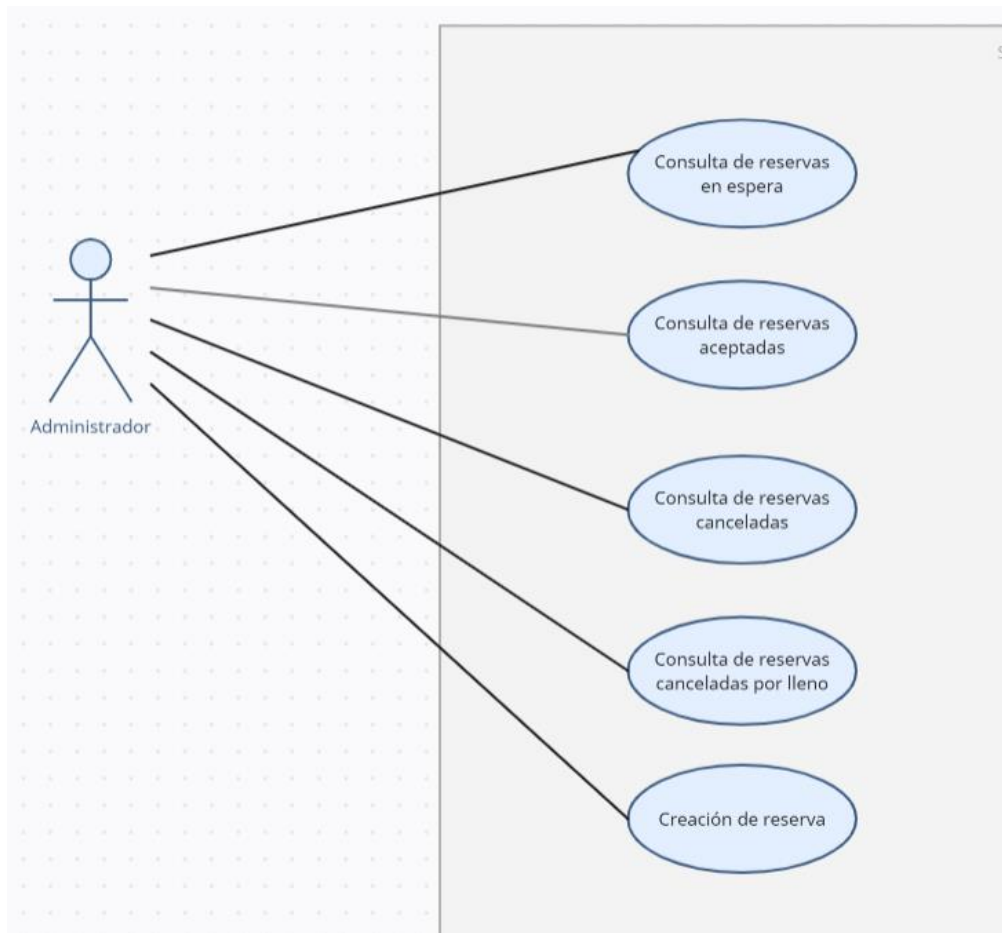 S
Consulta de reservas
en espera
Consulta de reservas
aceptadas
Administrador
Consulta de reservas
canceladas
Consulta de reservas
canceladas por lleno
Creación de reserva